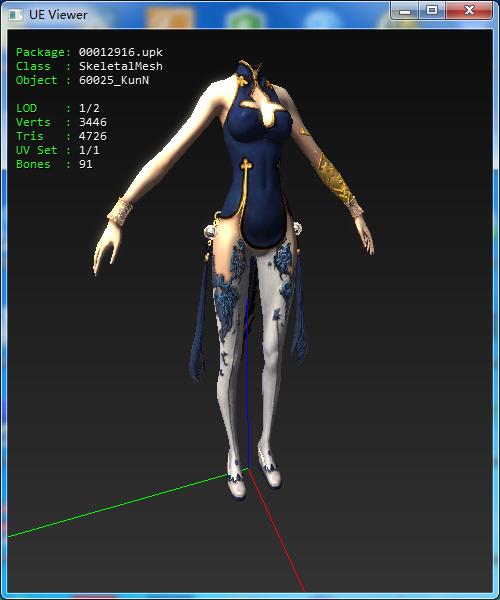 UE Viewer
Package: 00012916.upk
Class : SkeletalMesh
Object : 60025_KunN
LOD : 1/2
Verts : 3446
Tris : 4726
UV Set : 1/1
Bones : 91